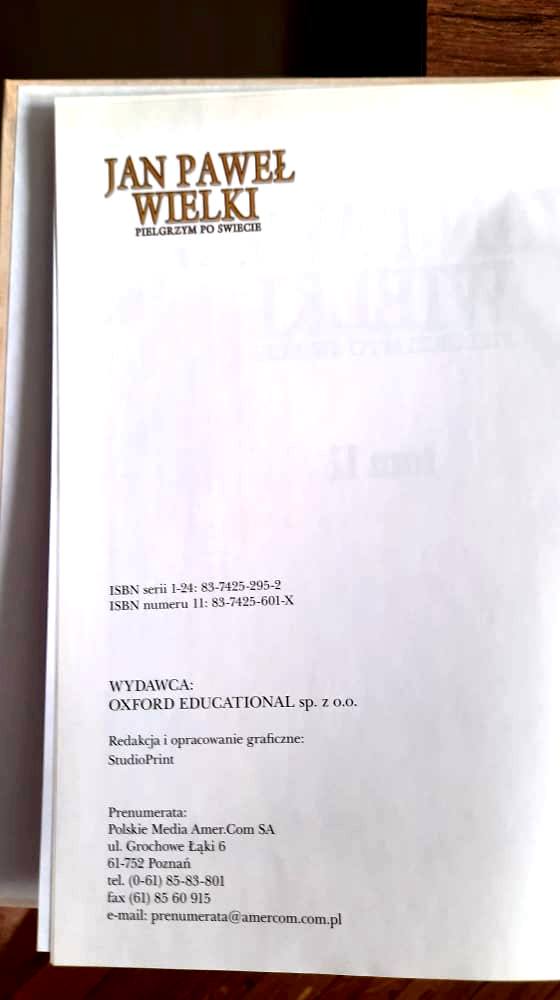 JAN PAWEŁ
WIELKI
PIELGRZYM PO ŚWIECIE
ISBN serii 1-24: 83-7425-295-2
ISBN numeru 11: 83-7425-601-X
WYDAWCA:
OXFORD EDUCATIONAL sp. z o.o.
Redakcja i opracowanie graficzne:
StudioPrint
Prenumerata:
Polskie Media Amer.Com SA
ul. Grochowe Łąki 6
61-752 Poznań
tel. (0-61) 85-83-801
fax (61) 85 60 915
e-mail: prenumerata@amercom.com.pl